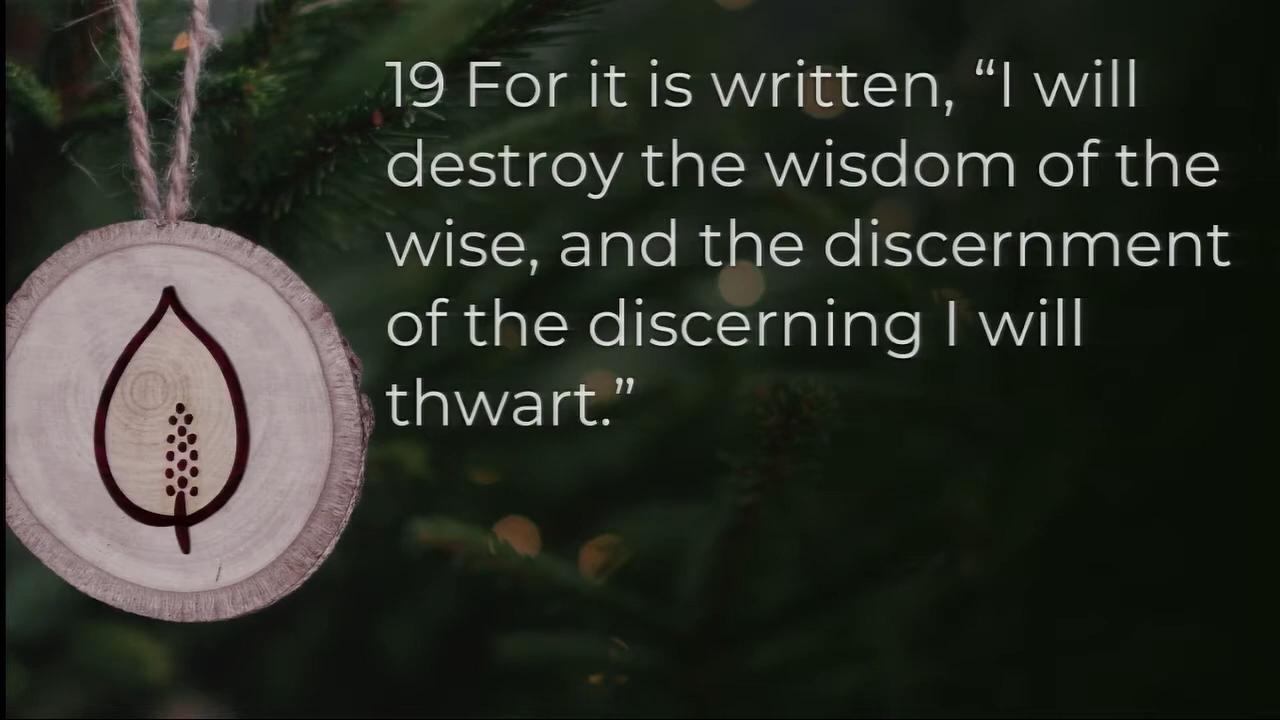 19 For it is written, “I will
destroy the wisdom of the
wise, and the discernment
of the discerning I will
thwart.”